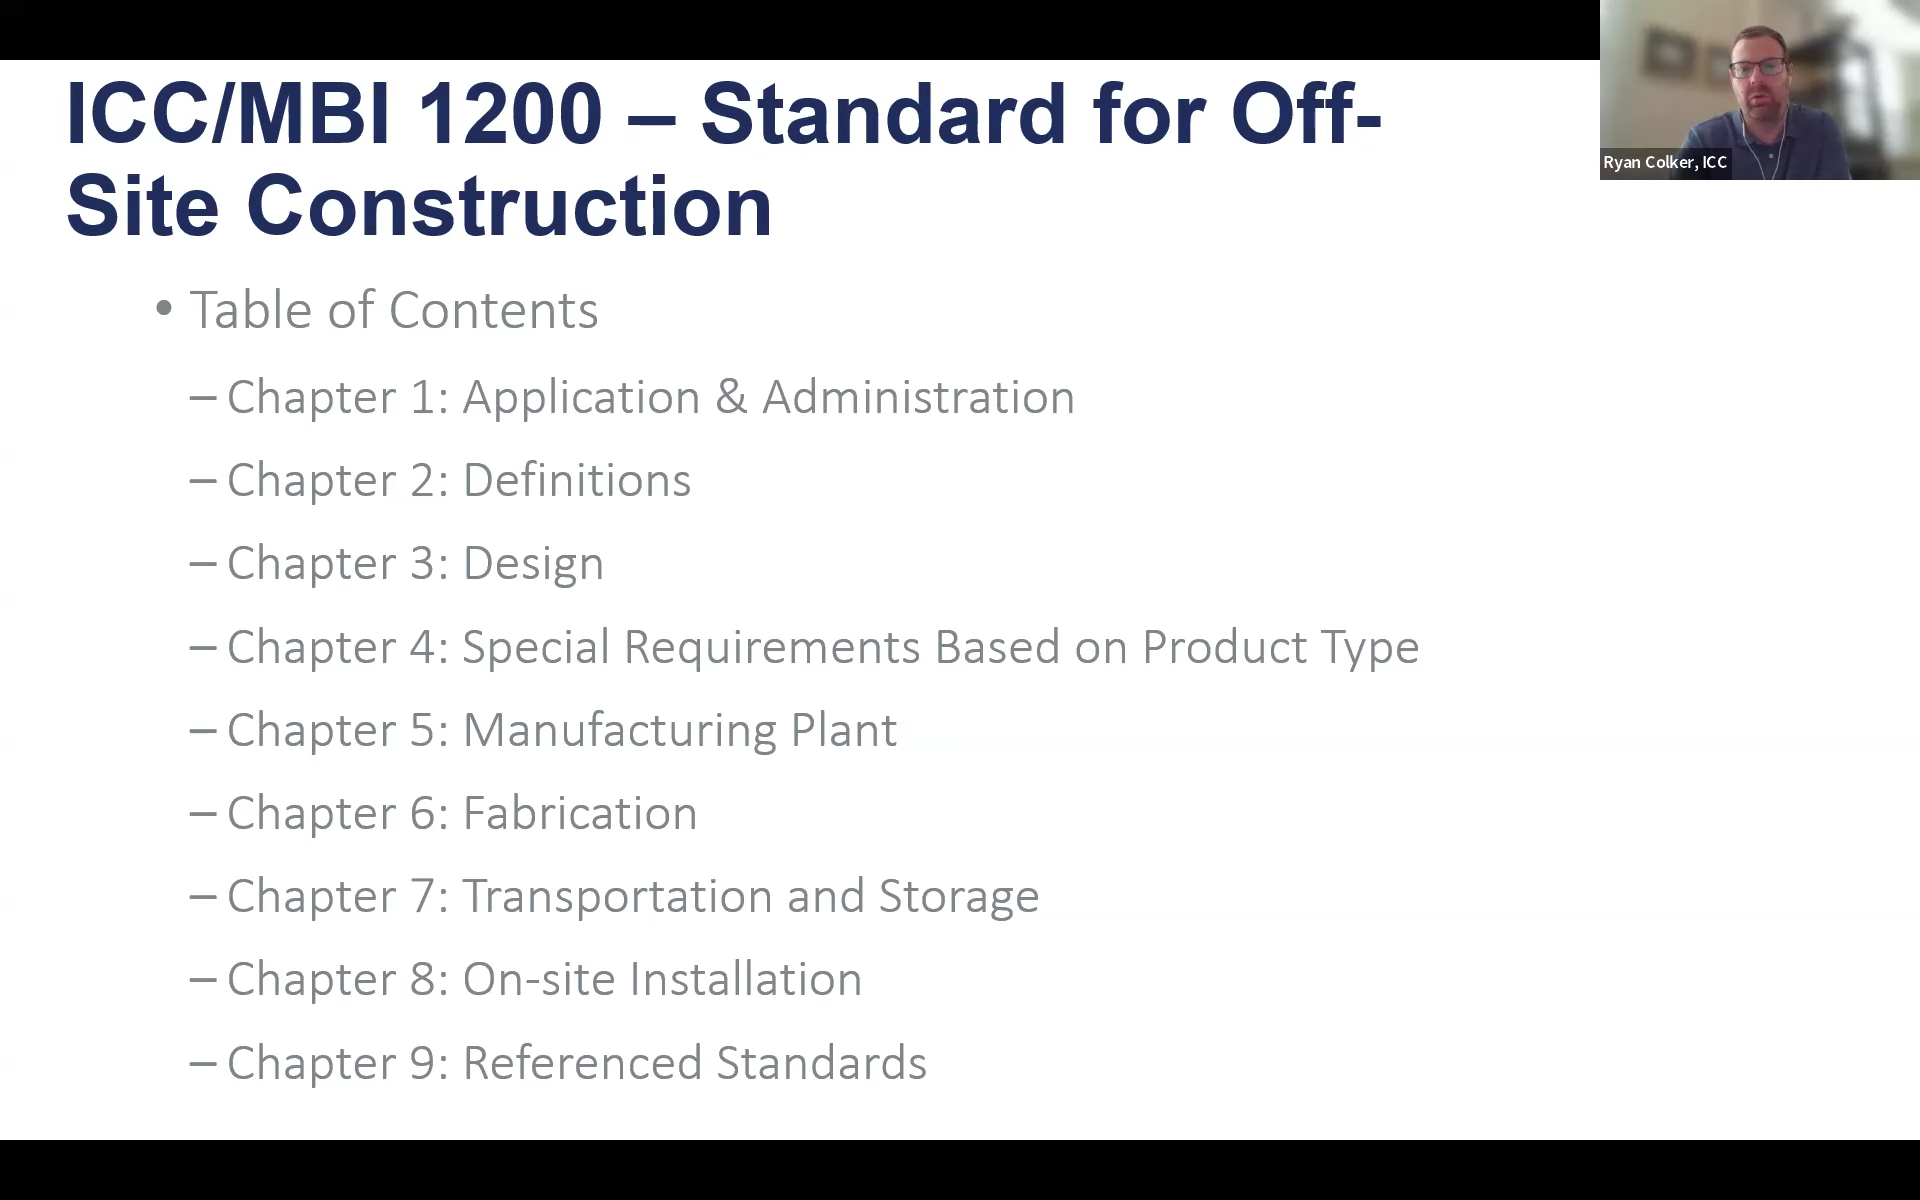 ICC/MBI 1200 – Standard for Off-
Site Construction
Ryan Colker, ICC
• Table of Contents
– Chapter 1: Application & Administration
– Chapter 2: Definitions
– Chapter 3: Design
– Chapter 4: Special Requirements Based on Product Type
– Chapter 5: Manufacturing Plant
– Chapter 6: Fabrication
– Chapter 7: Transportation and Storage
– Chapter 8: On-site Installation
– Chapter 9: Referenced Standards